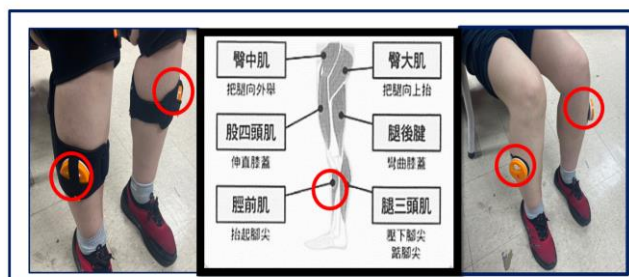 臀中肌
把腿向外舉
臀大肌
把腿向上抬
股四頭肌
伸直膝蓋
腿後腱
彎曲膝蓋
脛前肌
抬起腳尖
腿三頭肌
壓下腳尖
踮腳尖